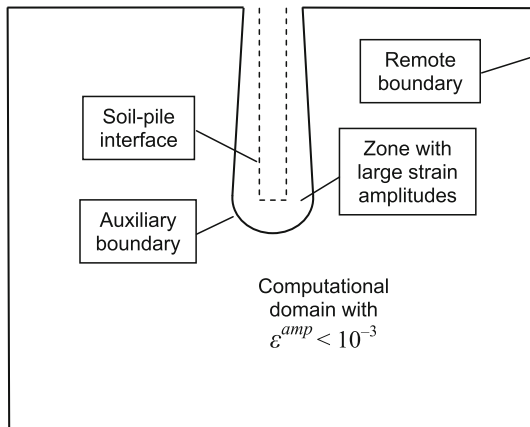 Remote
boundary
Soil-pile
interface
Zone with
large strain
amplitudes
Auxiliary
boundary
Computational
domain with
ε^amp < 10⁻³